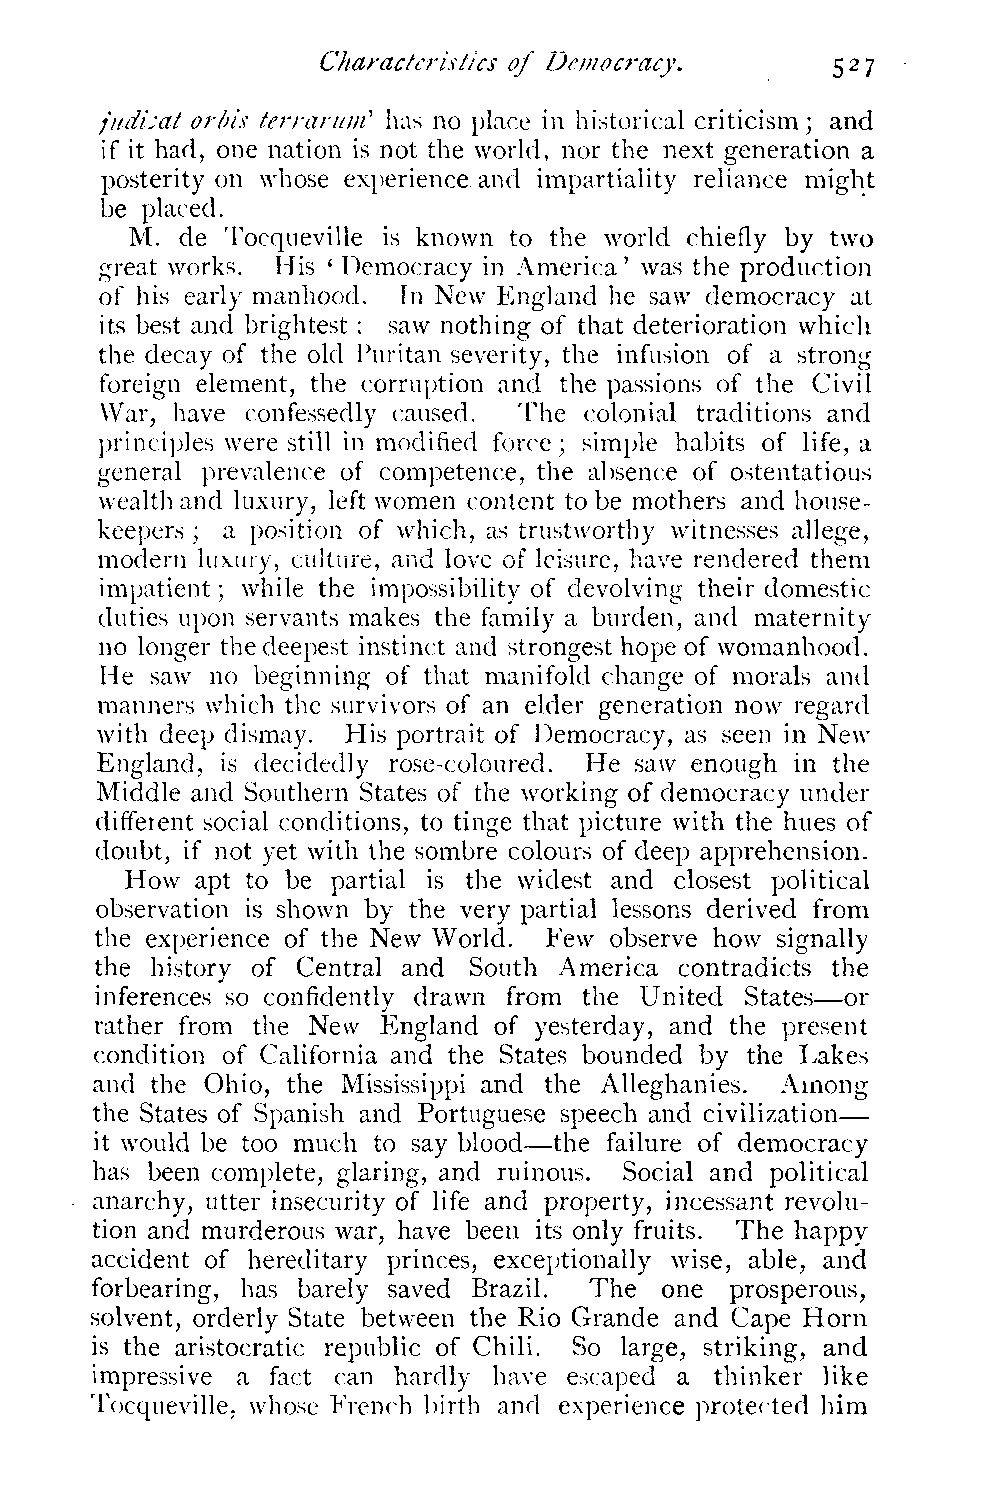 Characteristics of Democracy. 527
judicat orbis terrarum' has no place in historical criticism; and
if it had, one nation is not the world, nor the next generation a
posterity on whose experience and impartiality reliance might
be placed.
M. de Tocqueville is known to the world chiefly by two
great works. His 'Democracy in America' was the production
of his early manhood. In New England he saw democracy at
its best and brightest: saw nothing of that deterioration which
the decay of the old Puritan severity, the infusion of a strong
foreign element, the corruption and the passions of the Civil
War, have confessedly caused. The colonial traditions and
principles were still in modified force; simple habits of life, a
general prevalence of competence, the absence of ostentatious
wealth and luxury, left women content to be mothers and house-
keepers; a position of which, as trustworthy witnesses allege,
modern luxury, culture, and love of leisure, have rendered them
impatient; while the impossibility of devolving their domestic
duties upon servants makes the family a burden, and maternity
no longer the deepest instinct and strongest hope of womanhood.
He saw no beginning of that manifold change of morals and
manners which the survivors of an elder generation now regard
with deep dismay. His portrait of Democracy, as seen in New
England, is decidedly rose-coloured. He saw enough in the
Middle and Southern States of the working of democracy under
different social conditions, to tinge that picture with the hues of
doubt, if not yet with the sombre colours of deep apprehension.
How apt to be partial is the widest and closest political
observation is shown by the very partial lessons derived from
the experience of the New World. Few observe how signally
the history of Central and South America contradicts the
inferences so confidently drawn from the United States—or
rather from the New England of yesterday, and the present
condition of California and the States bounded by the Lakes
and the Ohio, the Mississippi and the Alleghanies. Among
the States of Spanish and Portuguese speech and civilization—
it would be too much to say blood—the failure of democracy
has been complete, glaring, and ruinous. Social and political
anarchy, utter insecurity of life and property, incessant revolu-
tion and murderous war, have been its only fruits. The happy
accident of hereditary princes, exceptionally wise, able, and
forbearing, has barely saved Brazil. The one prosperous,
solvent, orderly State between the Rio Grande and Cape Horn
is the aristocratic republic of Chili. So large, striking, and
impressive a fact can hardly have escaped a thinker like
Tocqueville, whose French birth and experience protected him